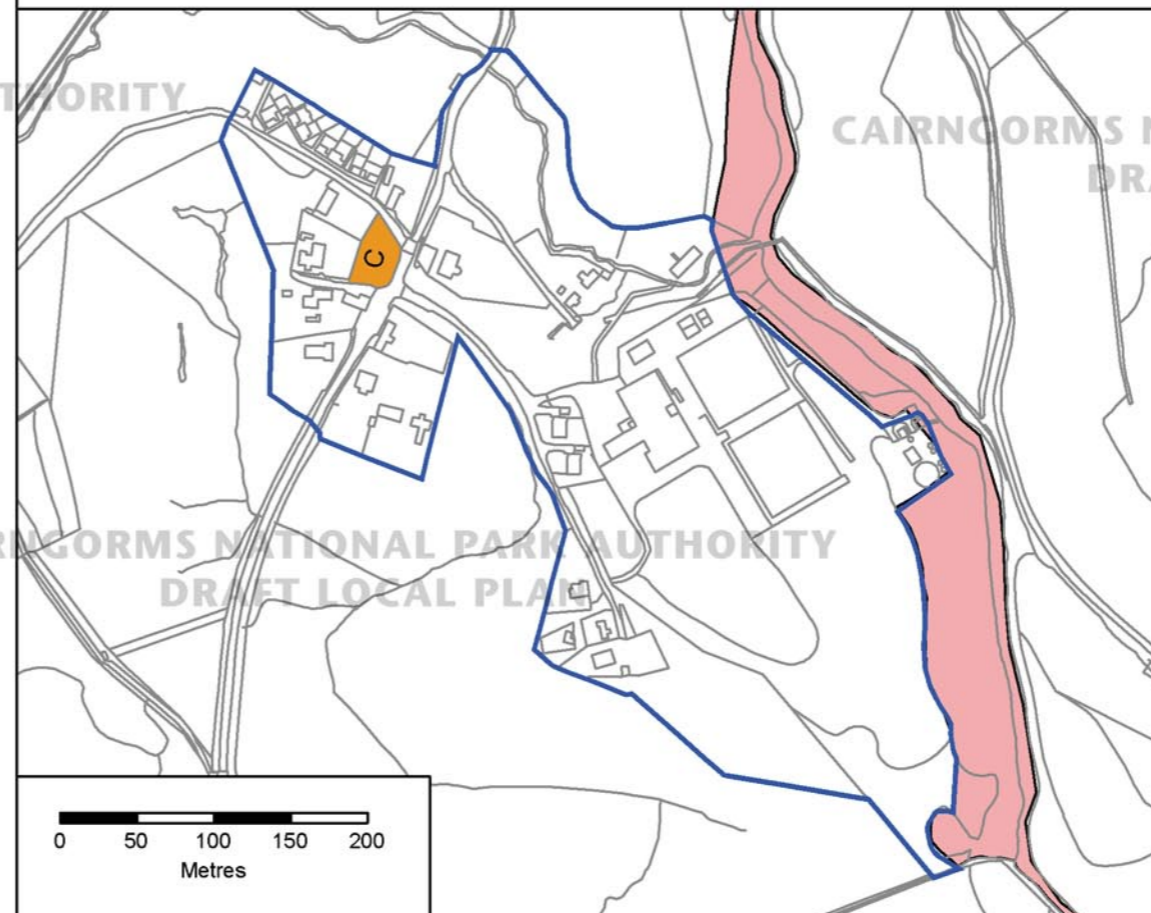 THORITY
CAIRNGORMS N
DRA
C
RNGORMS NATIONAL PARK AUTHORITY
DRAFT LOCAL PLAN
0 50 100 150 200
Metres